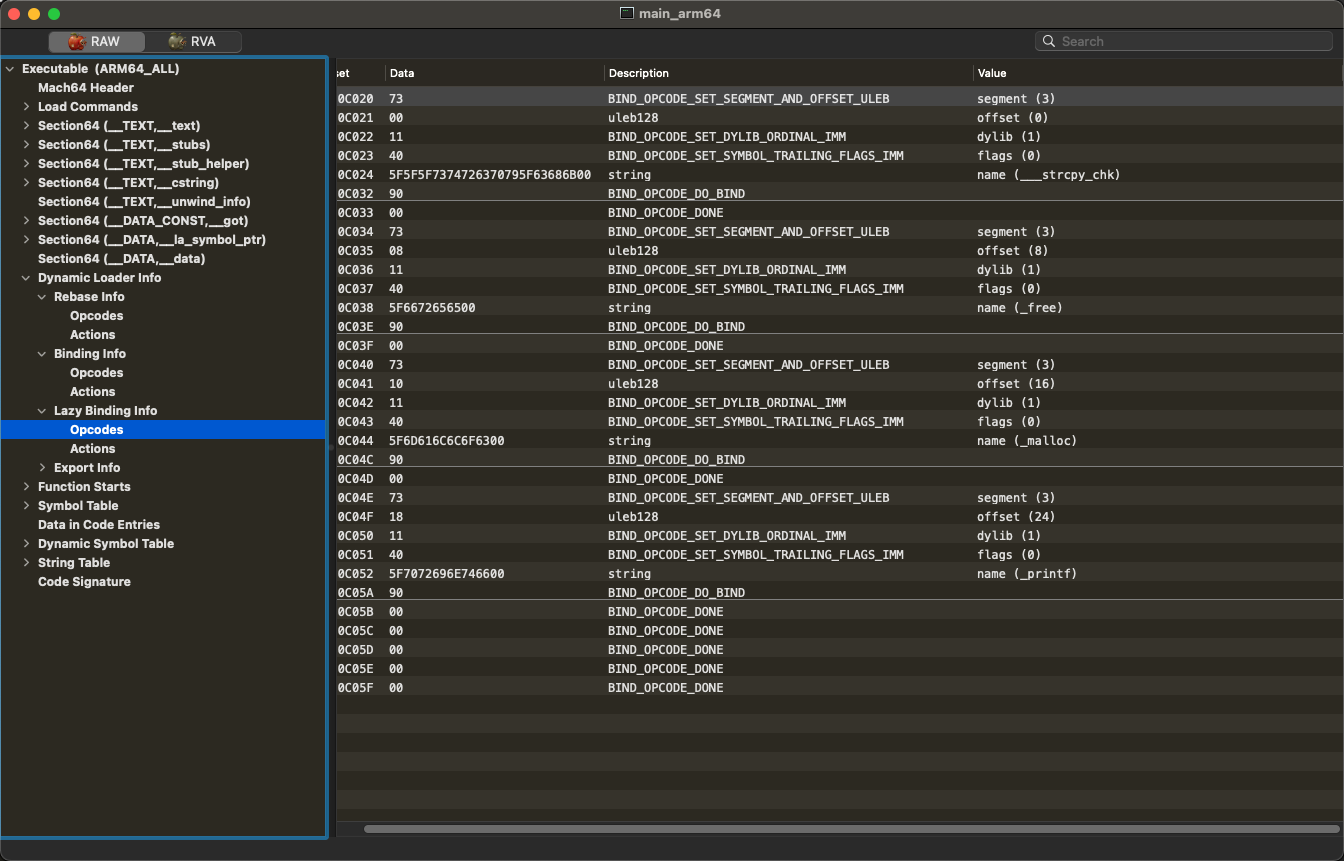 main_arm64
RAW RVA Search
Executable (ARM64_ALL)
Mach64 Header
Load Commands
Section64 (__TEXT,__text)
Section64 (__TEXT,__stubs)
Section64 (__TEXT,__stub_helper)
Section64 (__TEXT,__cstring)
Section64 (__TEXT,__unwind_info)
Section64 (__DATA_CONST,__got)
Section64 (__DATA,__la_symbol_ptr)
Section64 (__DATA,__data)
Dynamic Loader Info
Rebase Info
Opcodes
Actions
Binding Info
Opcodes
Actions
Lazy Binding Info
Opcodes
Actions
Export Info
Function Starts
Symbol Table
Data in Code Entries
Dynamic Symbol Table
String Table
Code Signature
set Data Description Value
0C020 73 BIND_OPCODE_SET_SEGMENT_AND_OFFSET_ULEB segment (3)
0C021 00 uleb128 offset (0)
0C022 11 BIND_OPCODE_SET_DYLIB_ORDINAL_IMM dylib (1)
0C023 40 BIND_OPCODE_SET_SYMBOL_TRAILING_FLAGS_IMM flags (0)
0C024 5F5F5F7374726370795F63686B00 string name (___strcpy_chk)
0C032 90 BIND_OPCODE_DO_BIND
0C033 00 BIND_OPCODE_DONE
0C034 73 BIND_OPCODE_SET_SEGMENT_AND_OFFSET_ULEB segment (3)
0C035 08 uleb128 offset (8)
0C036 11 BIND_OPCODE_SET_DYLIB_ORDINAL_IMM dylib (1)
0C037 40 BIND_OPCODE_SET_SYMBOL_TRAILING_FLAGS_IMM flags (0)
0C038 5F6672656500 string name (_free)
0C03E 90 BIND_OPCODE_DO_BIND
0C03F 00 BIND_OPCODE_DONE
0C040 73 BIND_OPCODE_SET_SEGMENT_AND_OFFSET_ULEB segment (3)
0C041 10 uleb128 offset (16)
0C042 11 BIND_OPCODE_SET_DYLIB_ORDINAL_IMM dylib (1)
0C043 40 BIND_OPCODE_SET_SYMBOL_TRAILING_FLAGS_IMM flags (0)
0C044 5F6D616C6C6F6300 string name (_malloc)
0C04C 90 BIND_OPCODE_DO_BIND
0C04D 00 BIND_OPCODE_DONE
0C04E 73 BIND_OPCODE_SET_SEGMENT_AND_OFFSET_ULEB segment (3)
0C04F 18 uleb128 offset (24)
0C050 11 BIND_OPCODE_SET_DYLIB_ORDINAL_IMM dylib (1)
0C051 40 BIND_OPCODE_SET_SYMBOL_TRAILING_FLAGS_IMM flags (0)
0C052 5F7072696E746600 string name (_printf)
0C05A 90 BIND_OPCODE_DO_BIND
0C05B 00 BIND_OPCODE_DONE
0C05C 00 BIND_OPCODE_DONE
0C05D 00 BIND_OPCODE_DONE
0C05E 00 BIND_OPCODE_DONE
0C05F 00 BIND_OPCODE_DONE